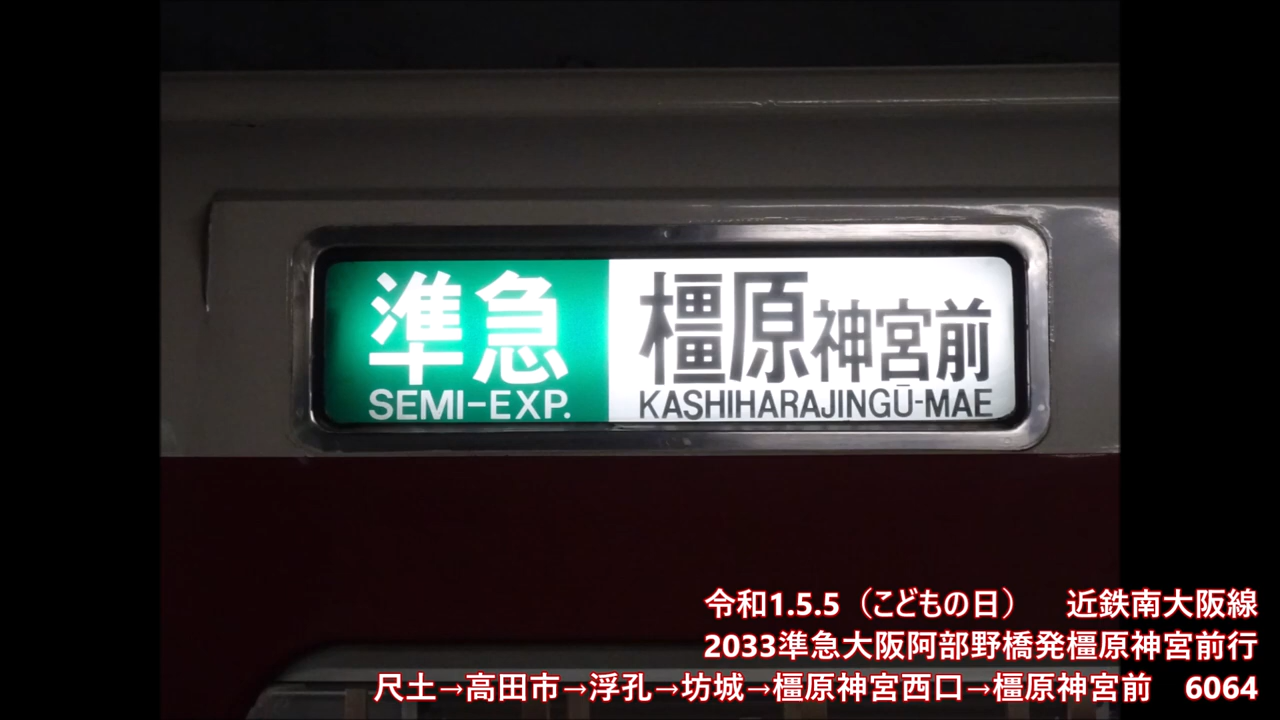 準急
SEMI-EXP.
橿原神宮前
KASHIHARAJINGŪ-MAE
令和1.5.5（こどもの日）　近鉄南大阪線
2033準急大阪阿部野橋発橿原神宮前行
尺土→高田市→浮孔→坊城→橿原神宮西口→橿原神宮前　6064